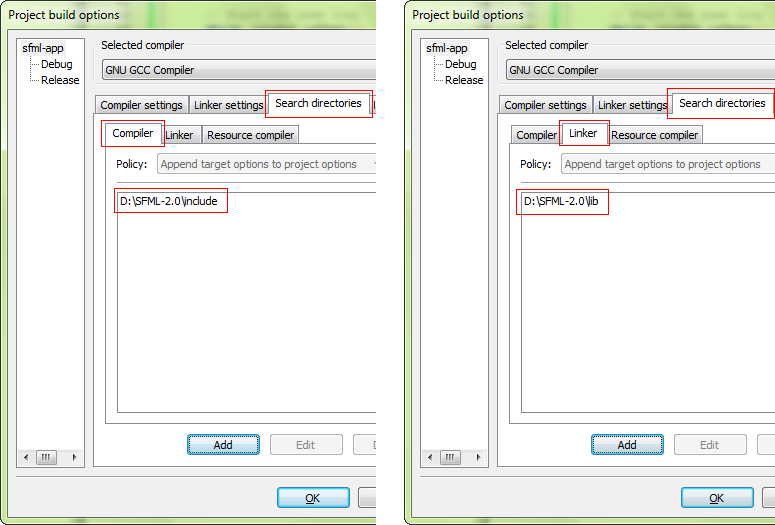 Project build options
sfml-app
Debug
Release
Selected compiler
GNU GCC Compiler
Compiler settings
Linker settings
Search directories
Compiler
Linker
Resource compiler
Policy:
Append target options to project options
D:\SFML-2.0\include
Add
Edit
OK
Project build options
sfml-app
Debug
Release
Selected compiler
GNU GCC Compiler
Compiler settings
Linker settings
Search directories
Compiler
Linker
Resource compiler
Policy:
Append target options to project options
D:\SFML-2.0\lib
Add
Edit
OK